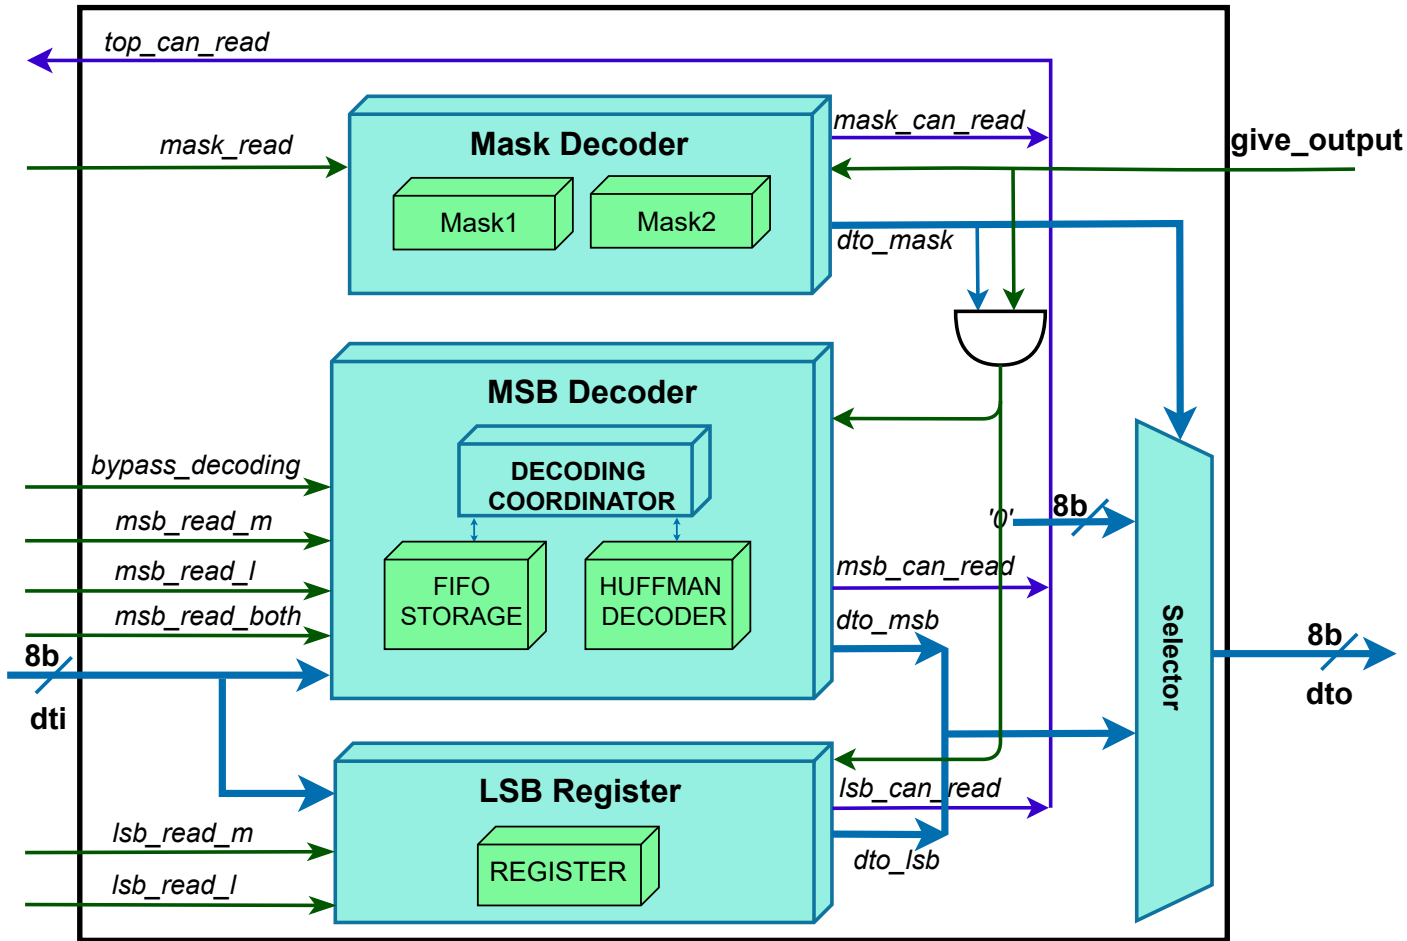 top_can_read
mask_can_read
mask_read
Mask Decoder
give_output
Mask1
Mask2
dto_mask
MSB Decoder
bypass_decoding
DECODING
COORDINATOR
msb_read_m
'0'
8b
msb_read_l
msb_can_read
FIFO
STORAGE
HUFFMAN
DECODER
msb_read_both
dto_msb
8b
dti
Selector
8b
dto
LSB Register
lsb_can_read
lsb_read_m
dto_lsb
REGISTER
lsb_read_l